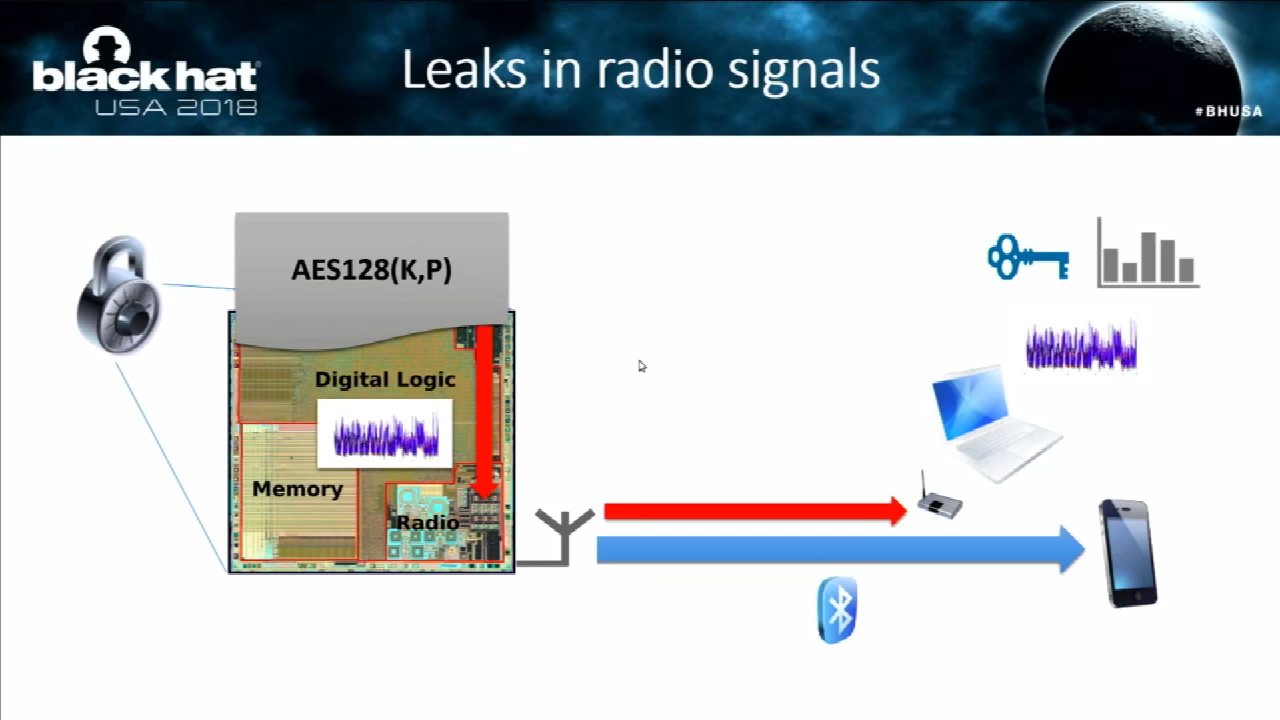 black hat
USA 2018
Leaks in radio signals
#BHUSA
AES128(K,P)
Digital Logic
Memory
Radio